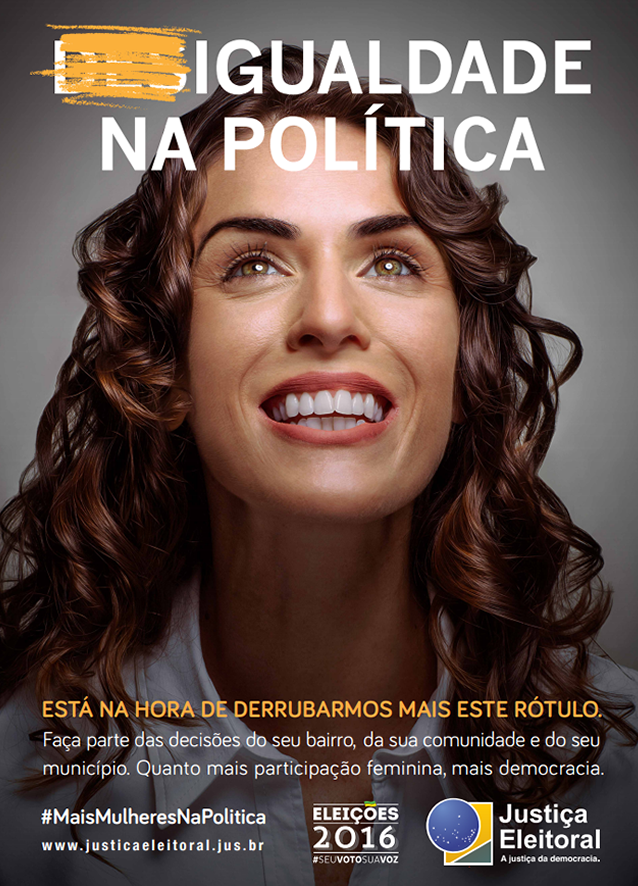 DESIGUALDADE
NA POLÍTICA
ESTÁ NA HORA DE DERRUBARMOS MAIS ESTE RÓTULO.
Faça parte das decisões do seu bairro, da sua comunidade e do seu
município. Quanto mais participação feminina, mais democracia.
#MaisMulheresNaPolitica
www.justicaeleitoral.jus.br
ELEIÇÕES
2016
#SEUVOTOSUAVOZ
Justiça
Eleitoral
A justiça da democracia.